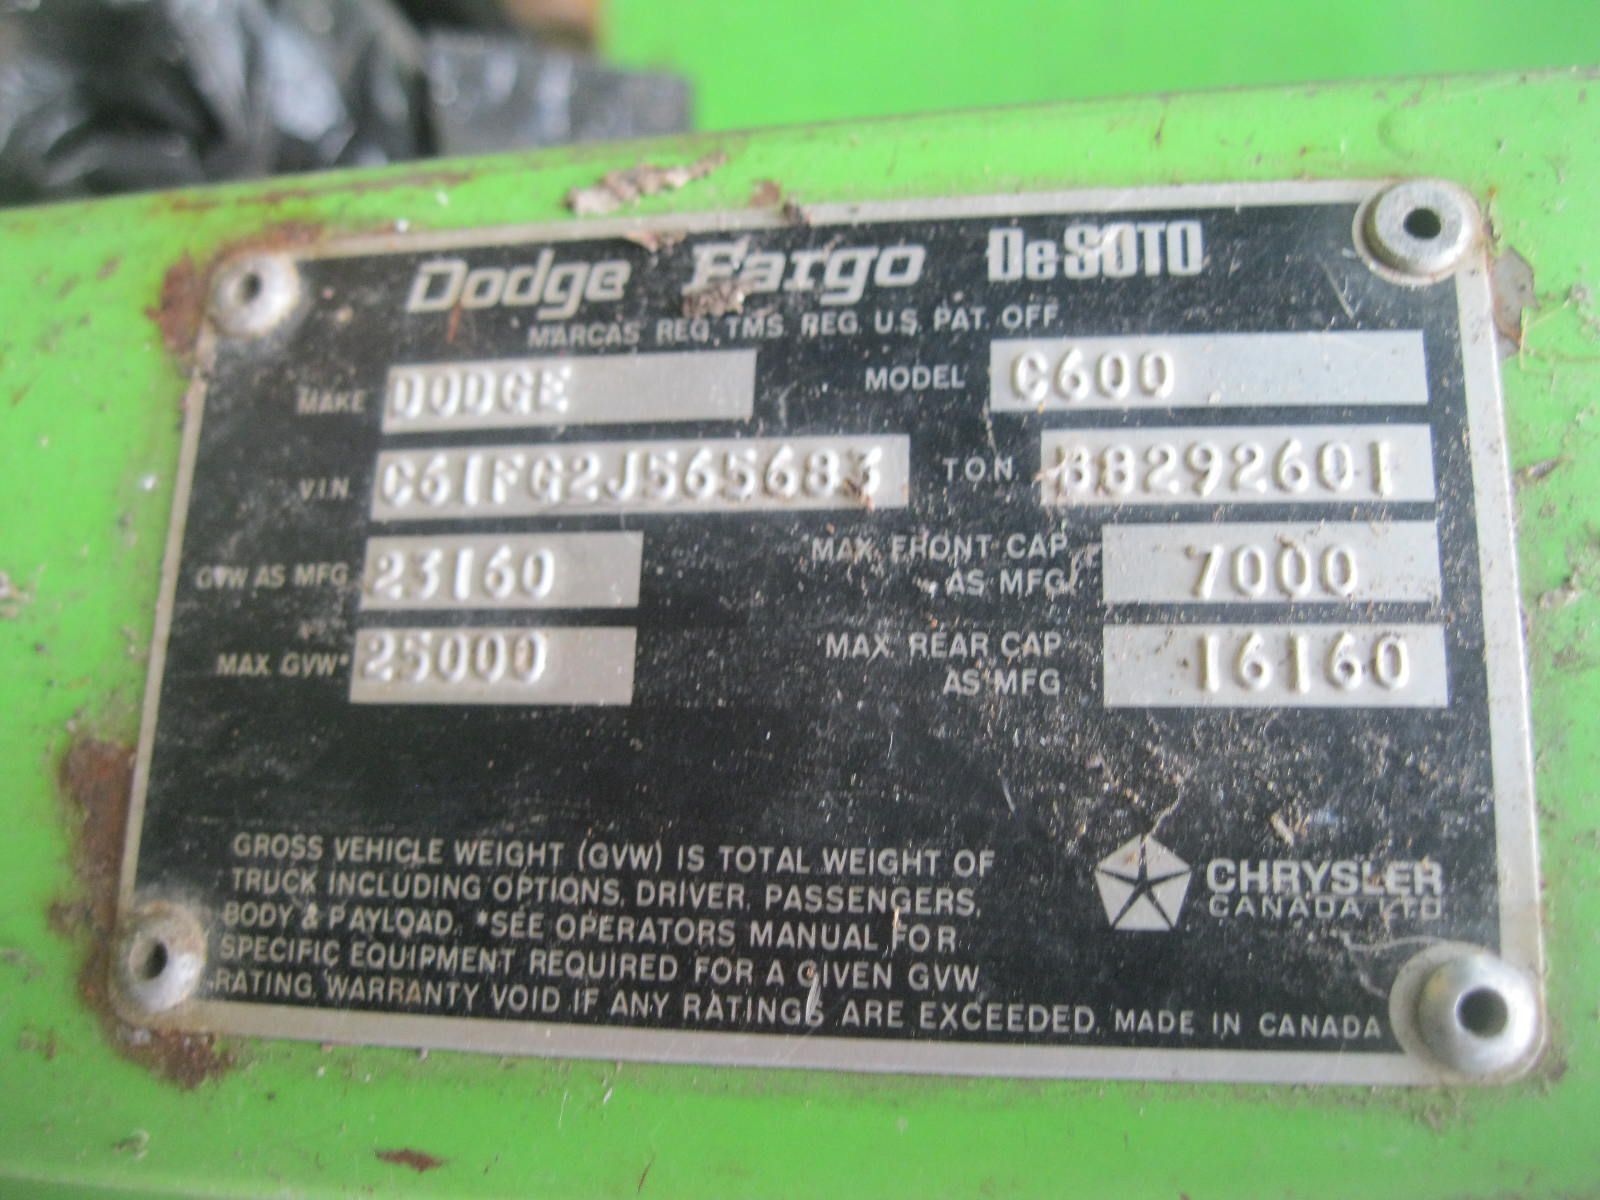 Dodge Fargo DeSOTO
MARCAS REG. TMS. REG. U.S. PAT. OFF.
MAKE DODGE MODEL C600
V.I.N. C61FG2J565683 T.O.N. 88292601
GVW AS MFG. 23160 MAX. FRONT CAP. AS MFG. 7000
MAX. GVW* 25000 MAX. REAR CAP. AS MFG. 16160
GROSS VEHICLE WEIGHT (GVW) IS TOTAL WEIGHT OF
TRUCK INCLUDING OPTIONS, DRIVER, PASSENGERS,
BODY & PAYLOAD. *SEE OPERATORS MANUAL FOR
SPECIFIC EQUIPMENT REQUIRED FOR A GIVEN GVW
RATING. WARRANTY VOID IF ANY RATINGS ARE EXCEEDED. MADE IN CANADA
CHRYSLER
CANADA LTD.